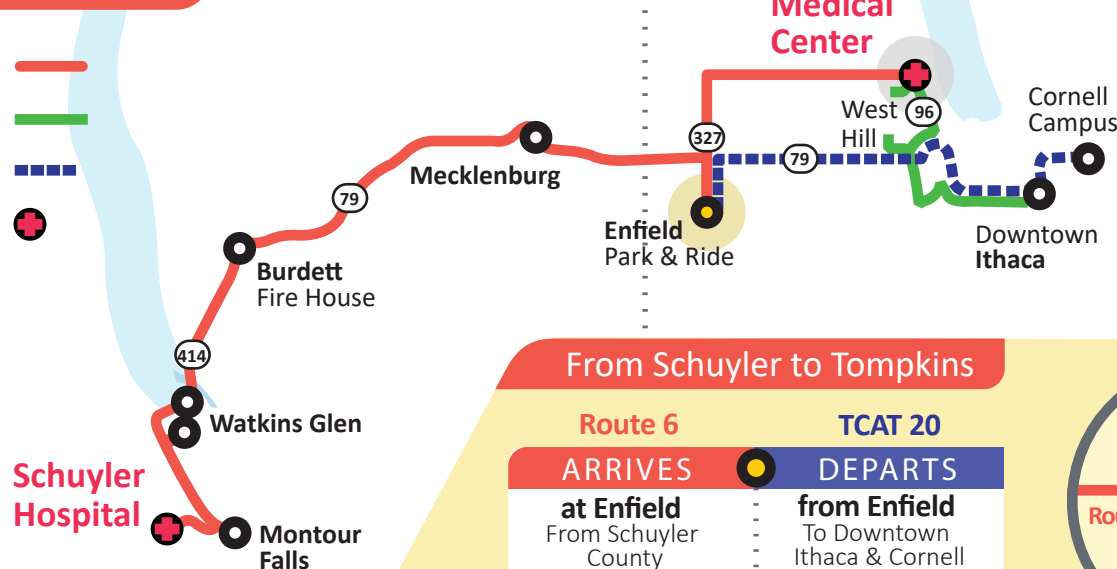 Medical
Center
Cornell
Campus
West
Hill
96
327
79
Mecklenburg
79
Enfield
Park & Ride
Downtown
Ithaca
Burdett
Fire House
414
Watkins Glen
Schuyler
Hospital
Montour
Falls
From Schuyler to Tompkins
Route 6
TCAT 20
ARRIVES
DEPARTS
at Enfield
From Schuyler
County
from Enfield
To Downtown
Ithaca & Cornell